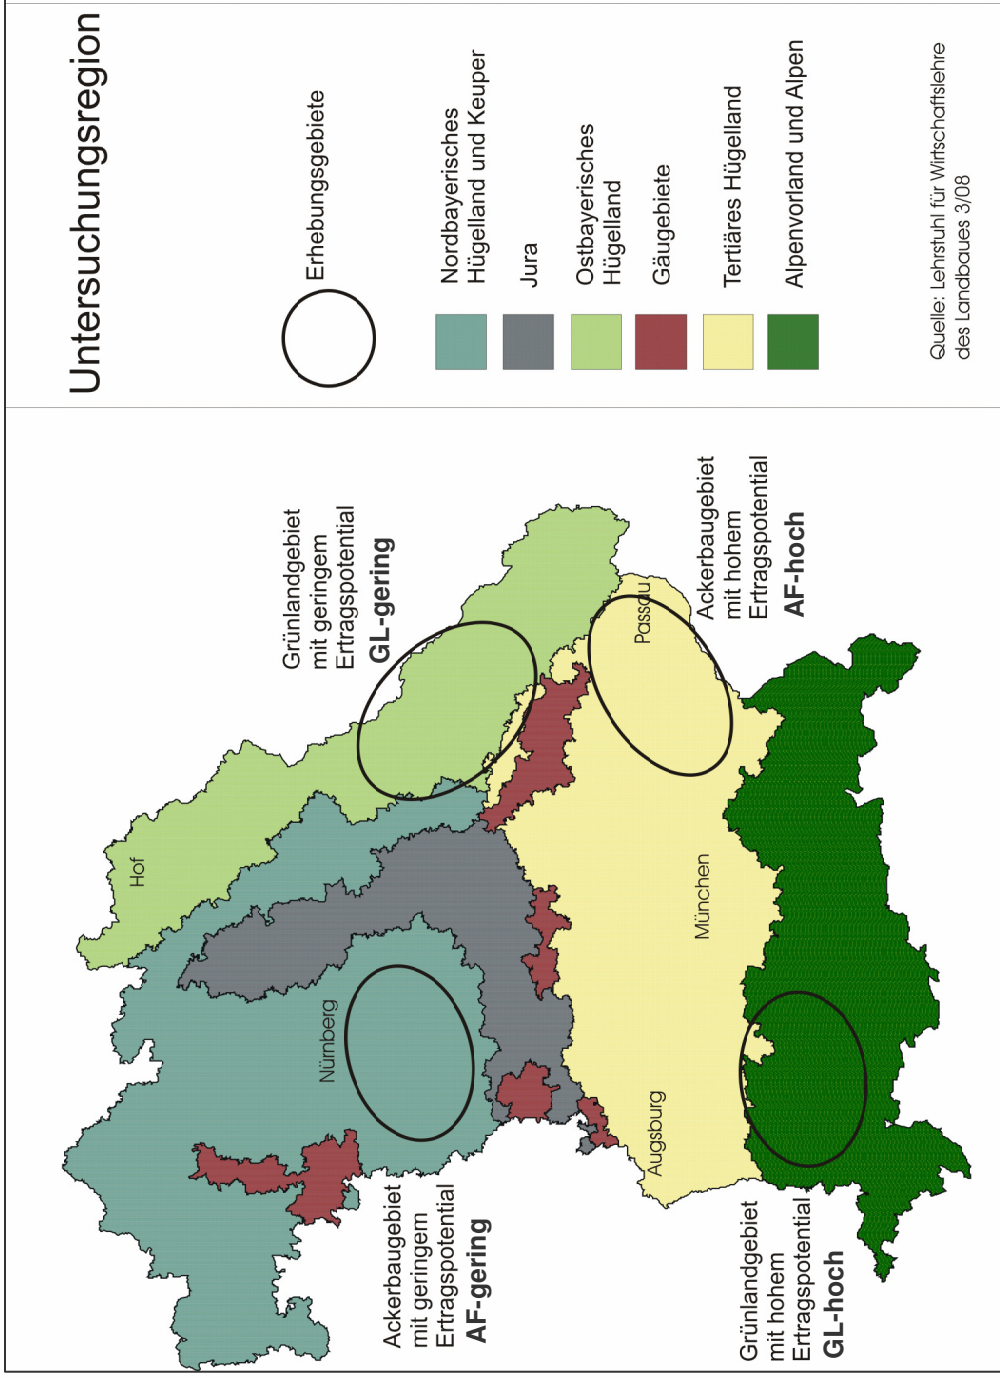 Untersuchungsregion
Erhebungsgebiete
Nordbayerisches
Hügelland und Keuper
Jura
Ostbayerisches
Hügelland
Gäugebiete
Tertiäres Hügelland
Alpenvorland und Alpen
Quelle: Lehrstuhl für Wirtschaftslehre
des Landbaues 3/08
Grünlandgebiet
mit geringem
Ertragspotential
GL-gering
Ackerbaugebiet
mit hohem
Ertragspotential
AF-hoch
Hof
Nürnberg
Passau
München
Augsburg
Ackerbaugebiet
mit geringem
Ertragspotential
AF-gering
Grünlandgebiet
mit hohem
Ertragspotential
GL-hoch